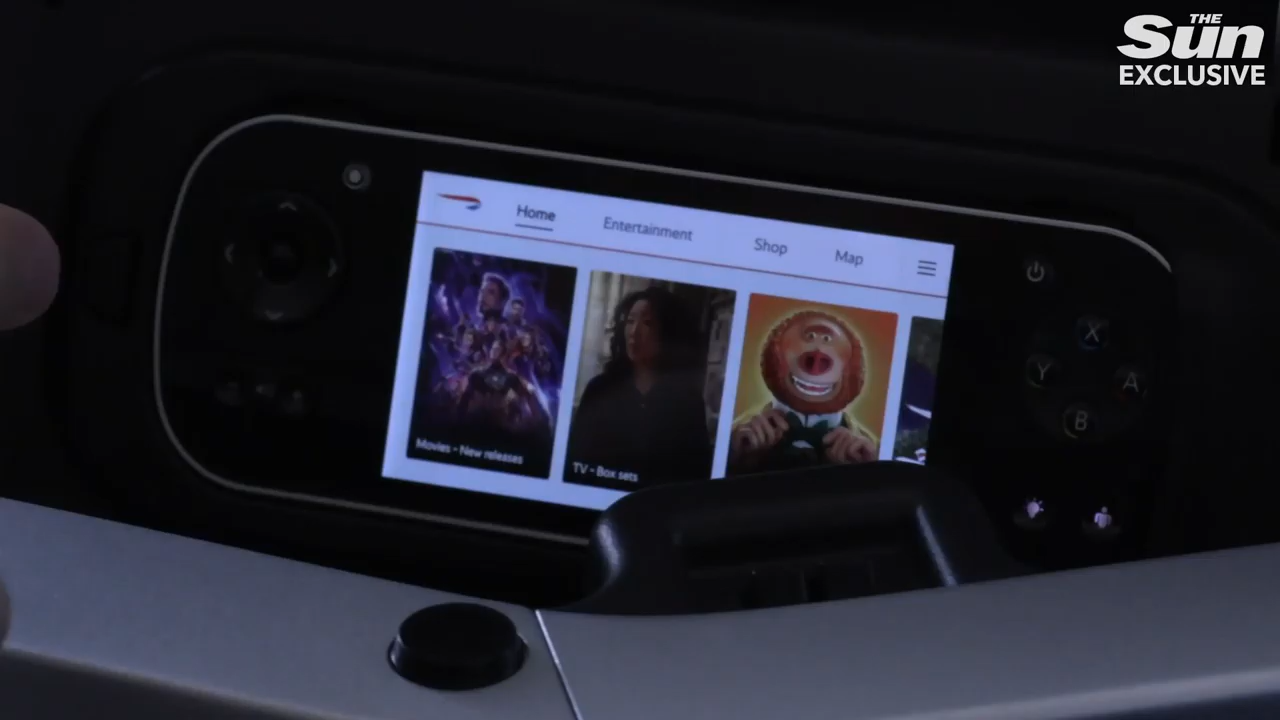 THE
Sun
EXCLUSIVE
Home Entertainment Shop Map
Movies - New releases
TV - Box sets
X
Y
A
B